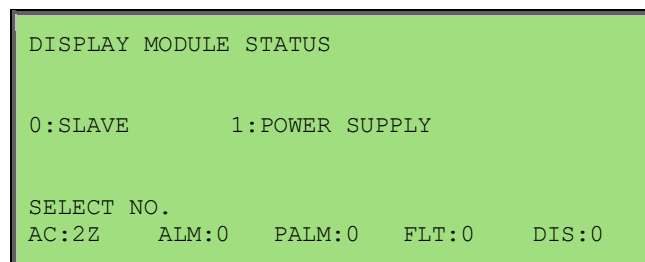 DISPLAY MODULE STATUS
0:SLAVE 1:POWER SUPPLY
SELECT NO.
AC:2Z ALM:0 PALM:0 FLT:0 DIS:0